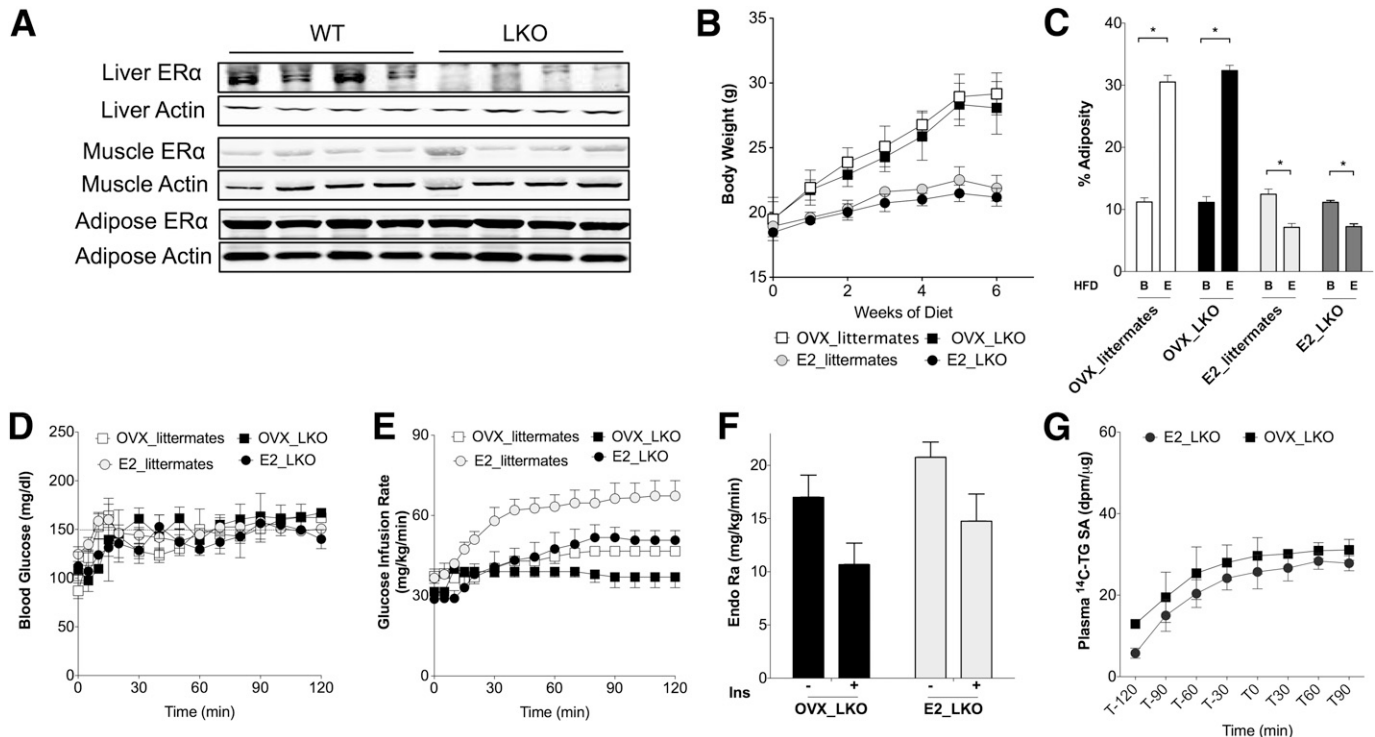 A
WT LKO
Liver ERα
Liver Actin
Muscle ERα
Muscle Actin
Adipose ERα
Adipose Actin
B
Body Weight (g)
35
30
25
20
15
0 2 4 6
Weeks of Diet
OVX_littermates OVX_LKO
E2_littermates E2_LKO
C
% Adiposity
40
30
20
10
0
* * * *
HFD B E B E B E B E
OVX_littermates
OVX_LKO
E2_littermates
E2_LKO
D
OVX_littermates OVX_LKO
E2_littermates E2_LKO
Blood Glucose (mg/dl)
250
200
150
100
50
0
0 30 60 90 120
Time (min)
E
OVX_littermates OVX_LKO
E2_littermates E2_LKO
Glucose Infusion Rate
(mg/kg/min)
90
60
30
0
0 30 60 90 120
Time (min)
F
Endo Ra (mg/kg/min)
20
15
10
5
0
Ins - + - +
OVX_LKO E2_LKO
G
E2_LKO OVX_LKO
Plasma ¹⁴C-TG SA (dpm/µg)
60
40
20
0
T-120 T-90 T-60 T-30 T0 T30 T60 T90
Time (min)